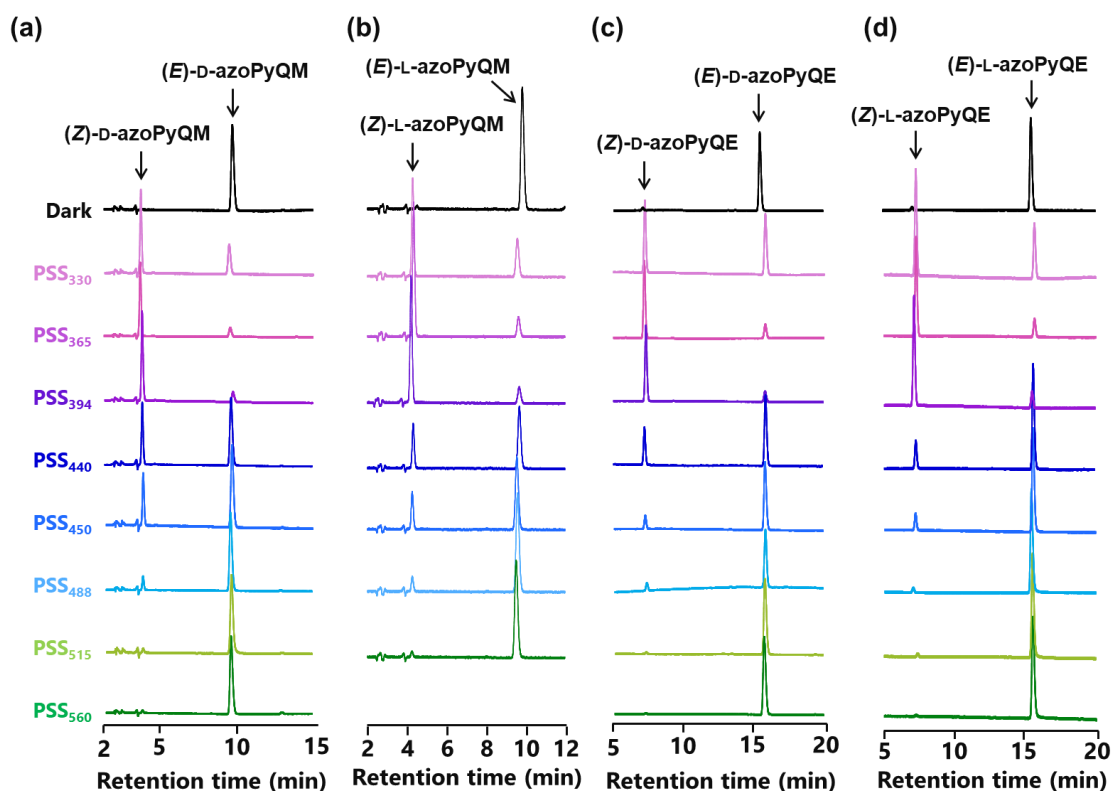 (a)
(b)
(c)
(d)
(E)-L-azoPyQM
(E)-D-azoPyQM
(E)-D-azoPyQE
(E)-L-azoPyQE
(Z)-D-azoPyQM
(Z)-L-azoPyQM
(Z)-D-azoPyQE
(Z)-L-azoPyQE
Dark
PSS330
PSS365
PSS394
PSS440
PSS450
PSS488
PSS515
PSS560
2 5 10 15
2 4 6 8 10 12
5 10 15 20
5 10 15 20
Retention time (min)
Retention time (min)
Retention time (min)
Retention time (min)